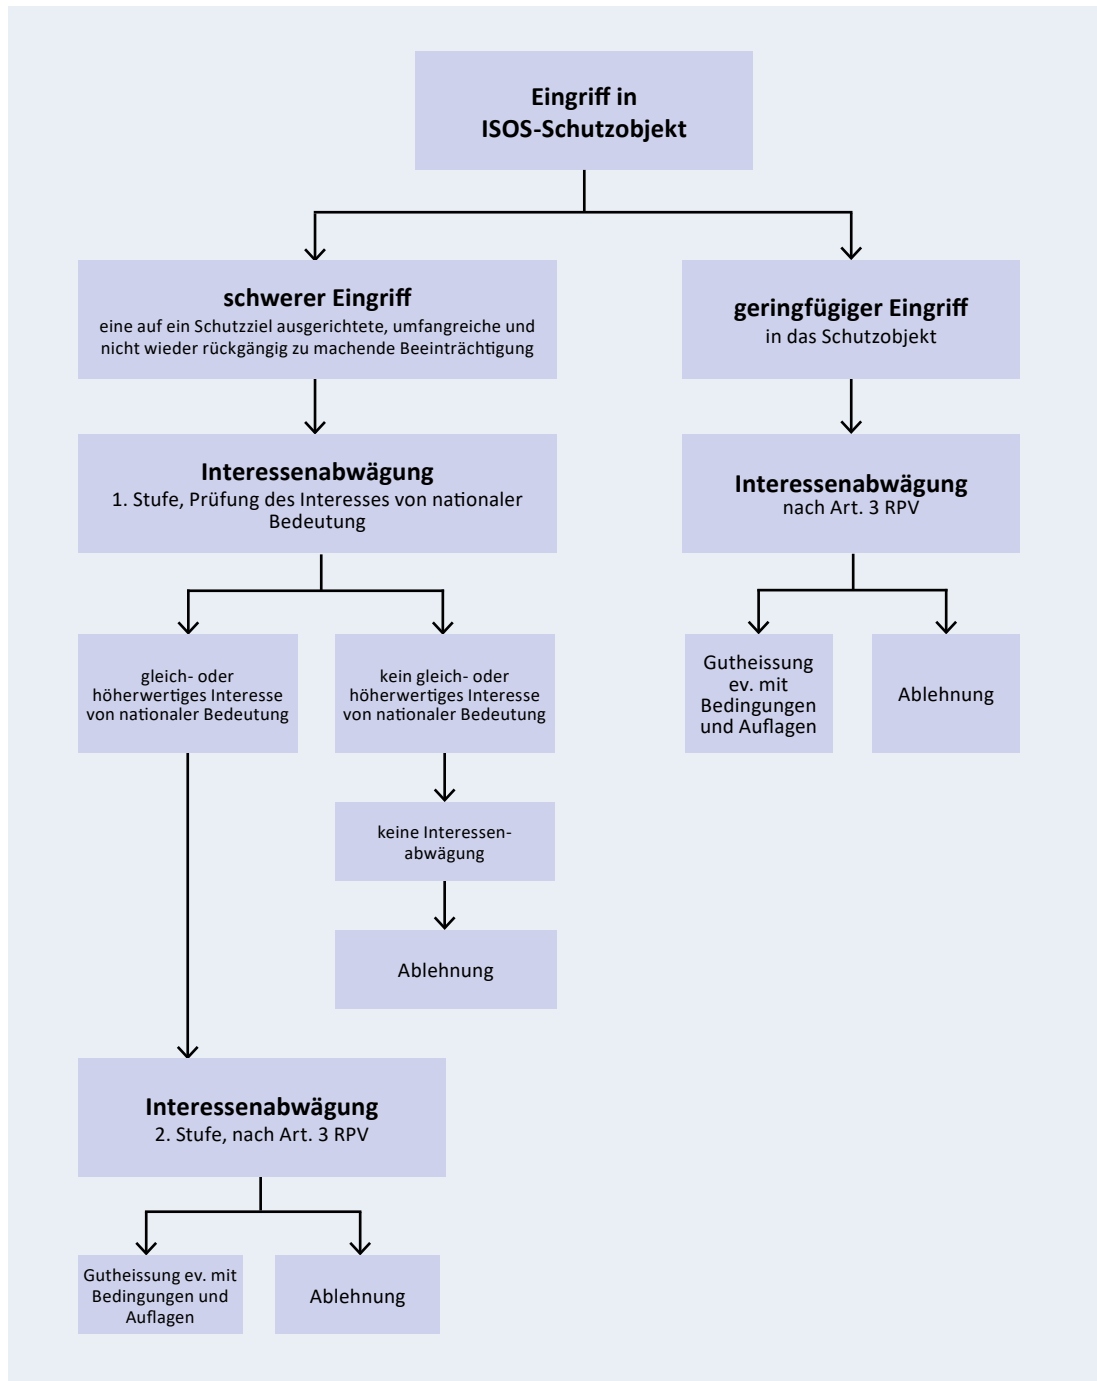 Eingriff in
ISOS-Schutzobjekt
schwerer Eingriff
eine auf ein Schutzziel ausgerichtete, umfangreiche und
nicht wieder rückgängig zu machende Beeinträchtigung
geringfügiger Eingriff
in das Schutzobjekt
Interessenabwägung
1. Stufe, Prüfung des Interesses von nationaler
Bedeutung
Interessenabwägung
nach Art. 3 RPV
gleich- oder
höherwertiges Interesse
von nationaler Bedeutung
kein gleich- oder
höherwertiges Interesse
von nationaler Bedeutung
Gutheissung
ev. mit
Bedingungen
und Auflagen
Ablehnung
keine Interessen-
abwägung
Ablehnung
Interessenabwägung
2. Stufe, nach Art. 3 RPV
Gutheissung ev. mit
Bedingungen und
Auflagen
Ablehnung